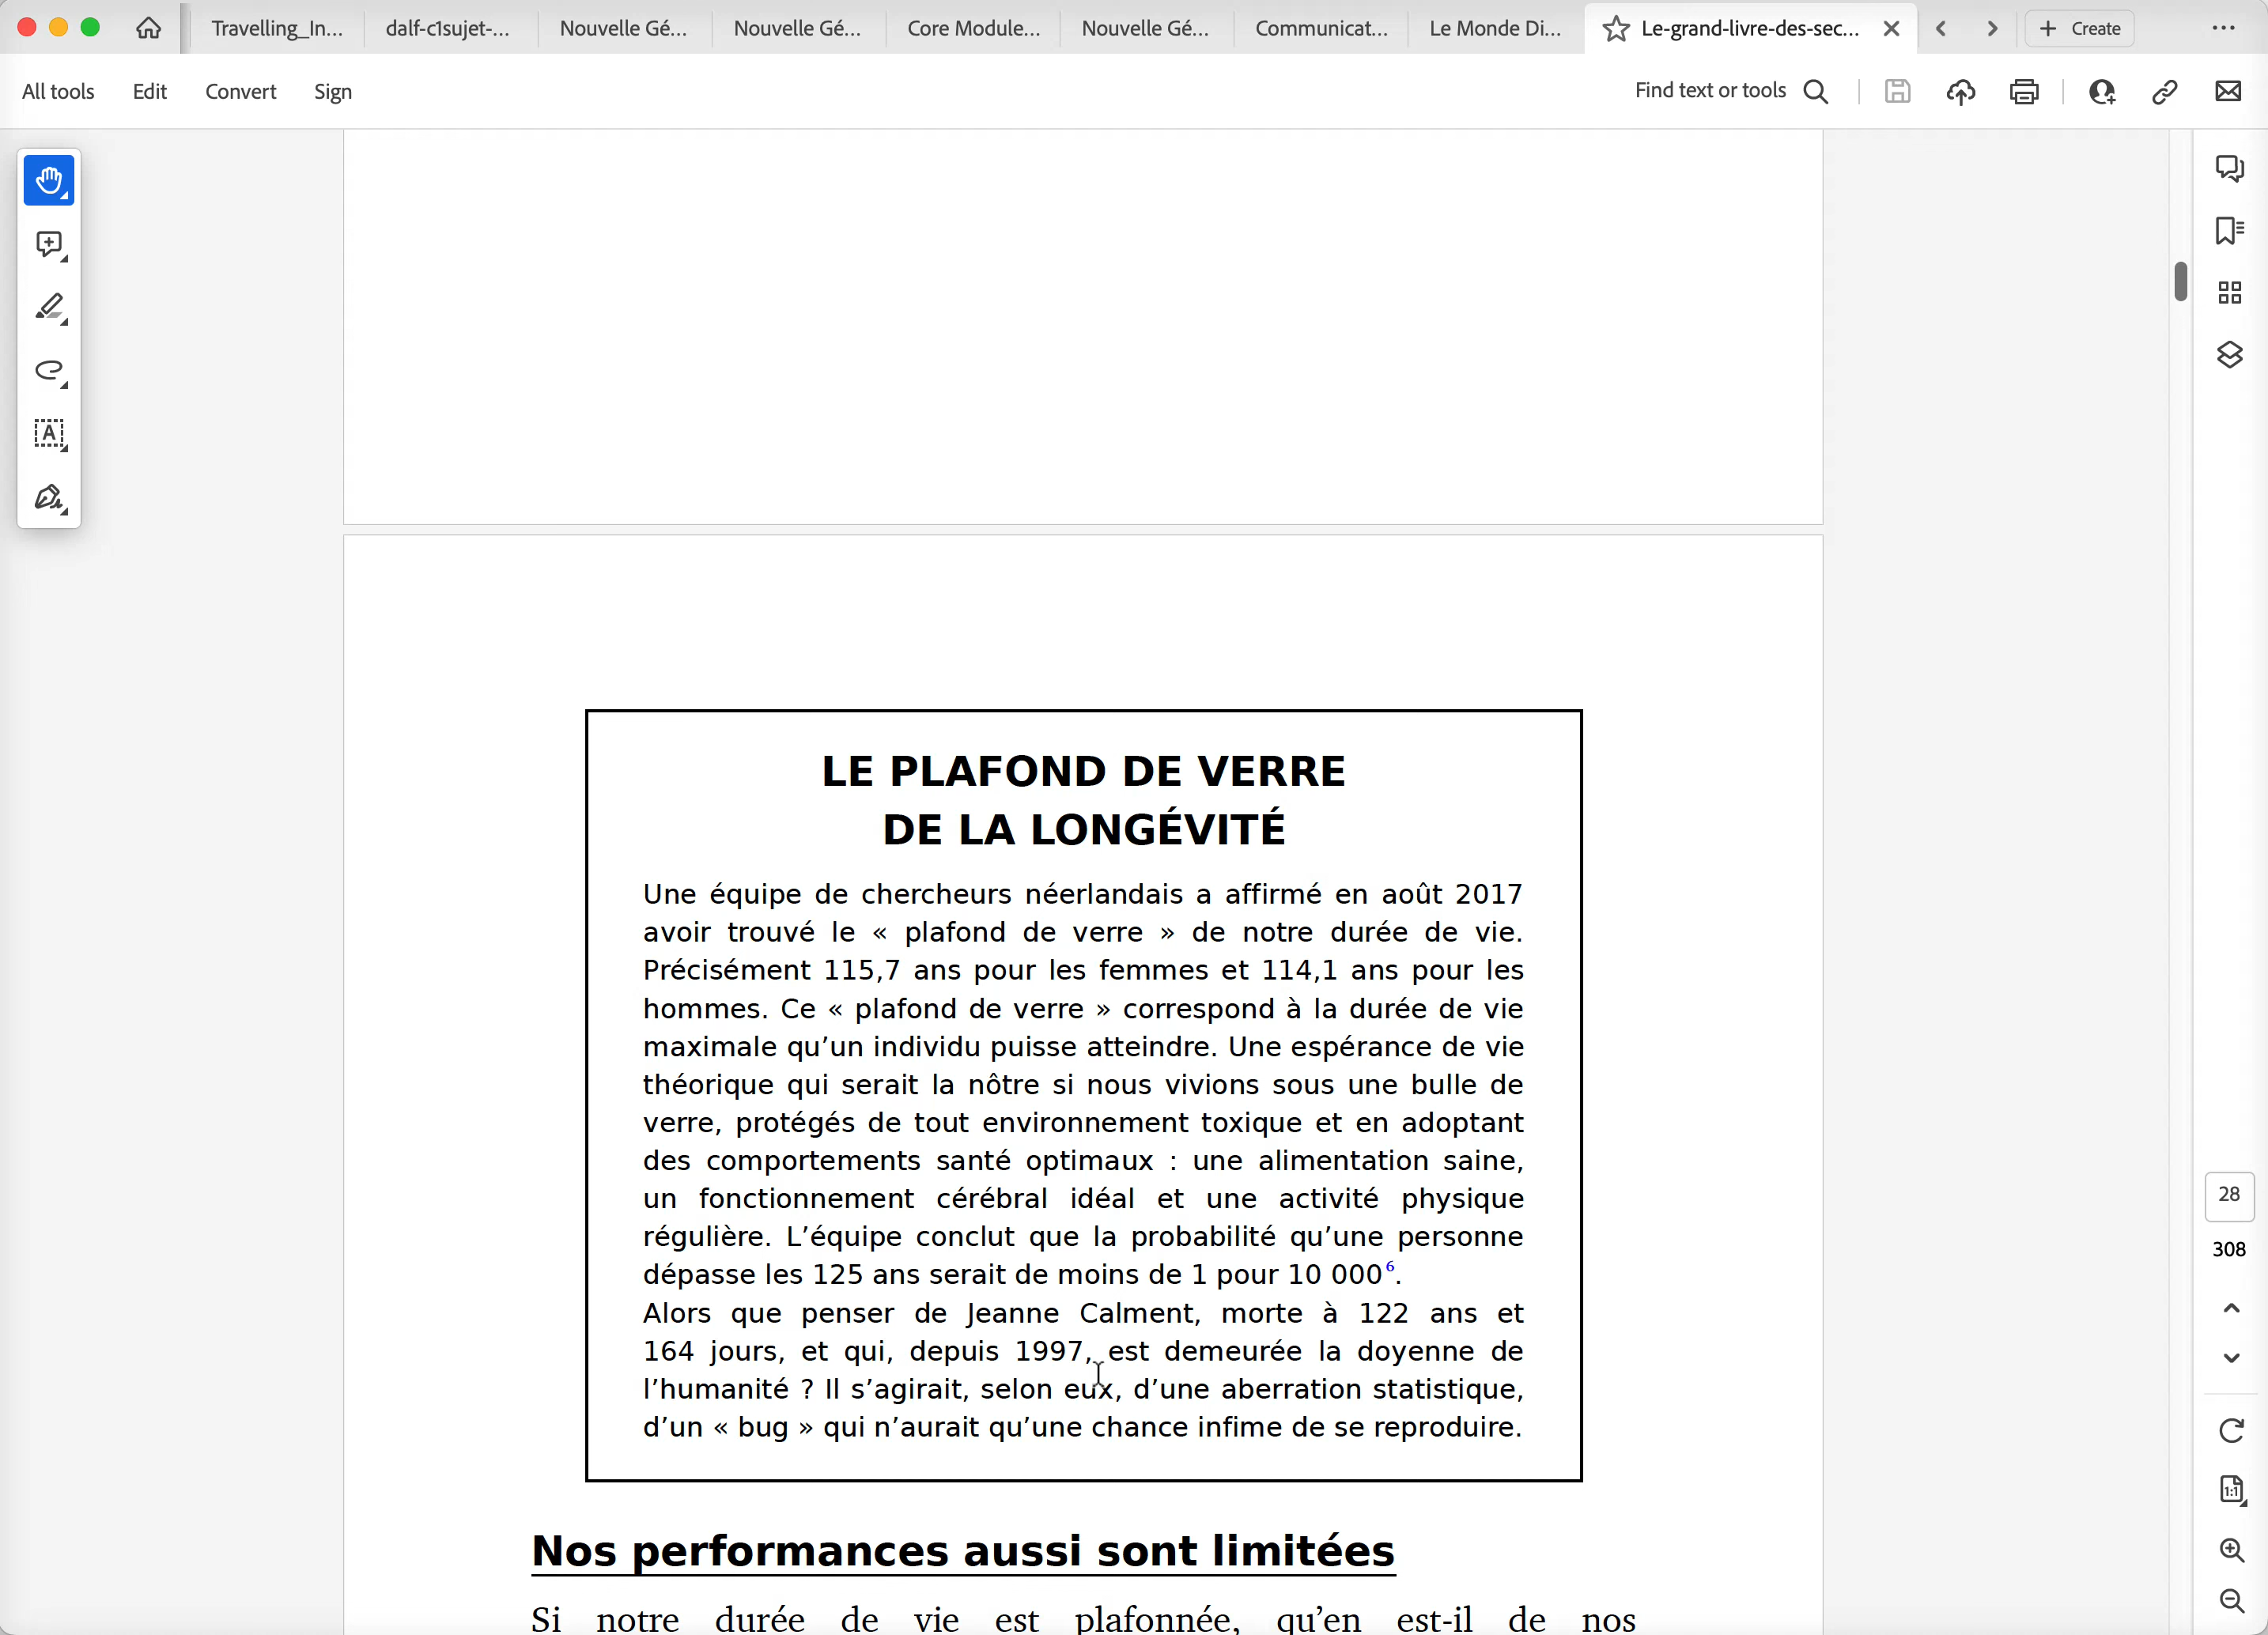 Travelling_In...
dalf-c1sujet-...
Nouvelle Gé...
Nouvelle Gé...
Core Module...
Nouvelle Gé...
Communicat...
Le Monde Di...
Le-grand-livre-des-sec...
Create
All tools
Edit
Convert
Sign
Find text or tools
LE PLAFOND DE VERRE
DE LA LONGÉVITÉ
Une équipe de chercheurs néerlandais a affirmé en août 2017
avoir trouvé le « plafond de verre » de notre durée de vie.
Précisément 115,7 ans pour les femmes et 114,1 ans pour les
hommes. Ce « plafond de verre » correspond à la durée de vie
maximale qu’un individu puisse atteindre. Une espérance de vie
théorique qui serait la nôtre si nous vivions sous une bulle de
verre, protégés de tout environnement toxique et en adoptant
des comportements santé optimaux : une alimentation saine,
un fonctionnement cérébral idéal et une activité physique
régulière. L’équipe conclut que la probabilité qu’une personne
dépasse les 125 ans serait de moins de 1 pour 10 000⁶.
Alors que penser de Jeanne Calment, morte à 122 ans et
164 jours, et qui, depuis 1997, est demeurée la doyenne de
l’humanité ? Il s’agirait, selon eux, d’une aberration statistique,
d’un « bug » qui n’aurait qu’une chance infime de se reproduire.
Nos performances aussi sont limitées
Si notre durée de vie est plafonnée, qu’en est-il de nos
28
308
1:1